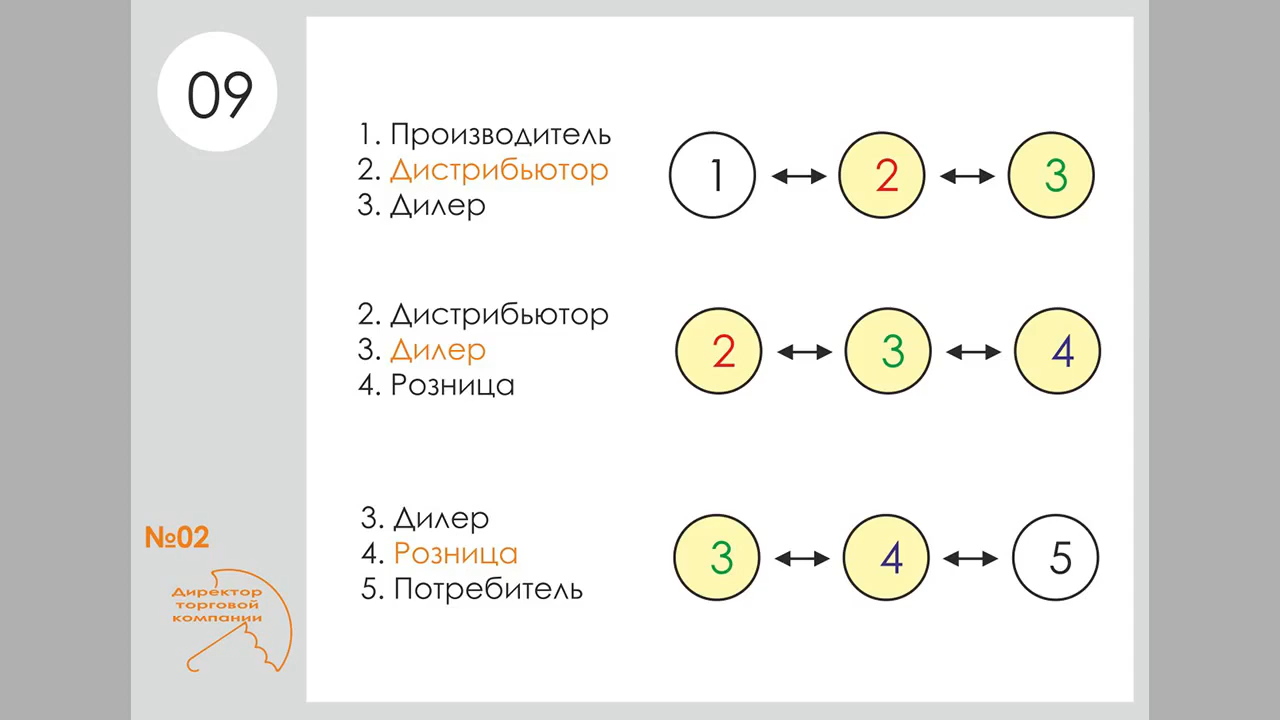 09
1. Производитель
2. Дистрибьютор
3. Дилер
1 2 3
2. Дистрибьютор
3. Дилер
4. Розница
2 3 4
3. Дилер
4. Розница
5. Потребитель
3 4 5
№02
Директор
торговой
компании